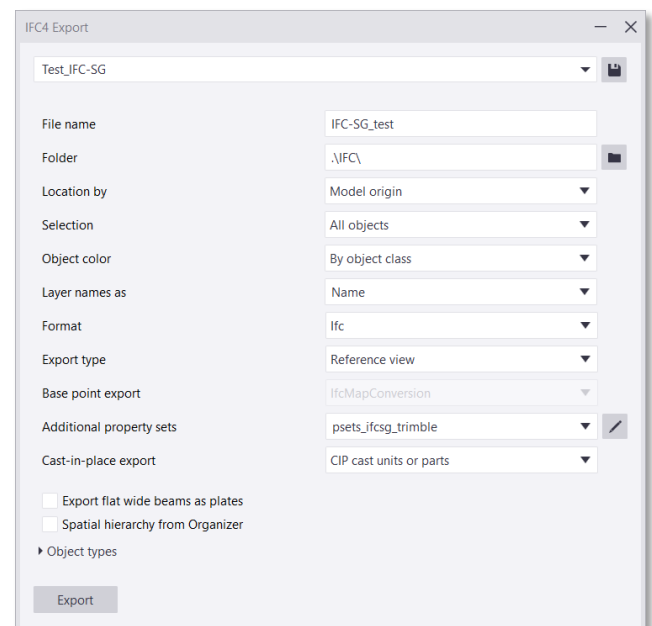 IFC4 Export
Test_IFC-SG
File name IFC-SG_test
Folder .\IFC\
Location by Model origin
Selection All objects
Object color By object class
Layer names as Name
Format Ifc
Export type Reference view
Base point export IfcMapConversion
Additional property sets psets_ifcsg_trimble
Cast-in-place export CIP cast units or parts
Export flat wide beams as plates
Spatial hierarchy from Organizer
Object types
Export